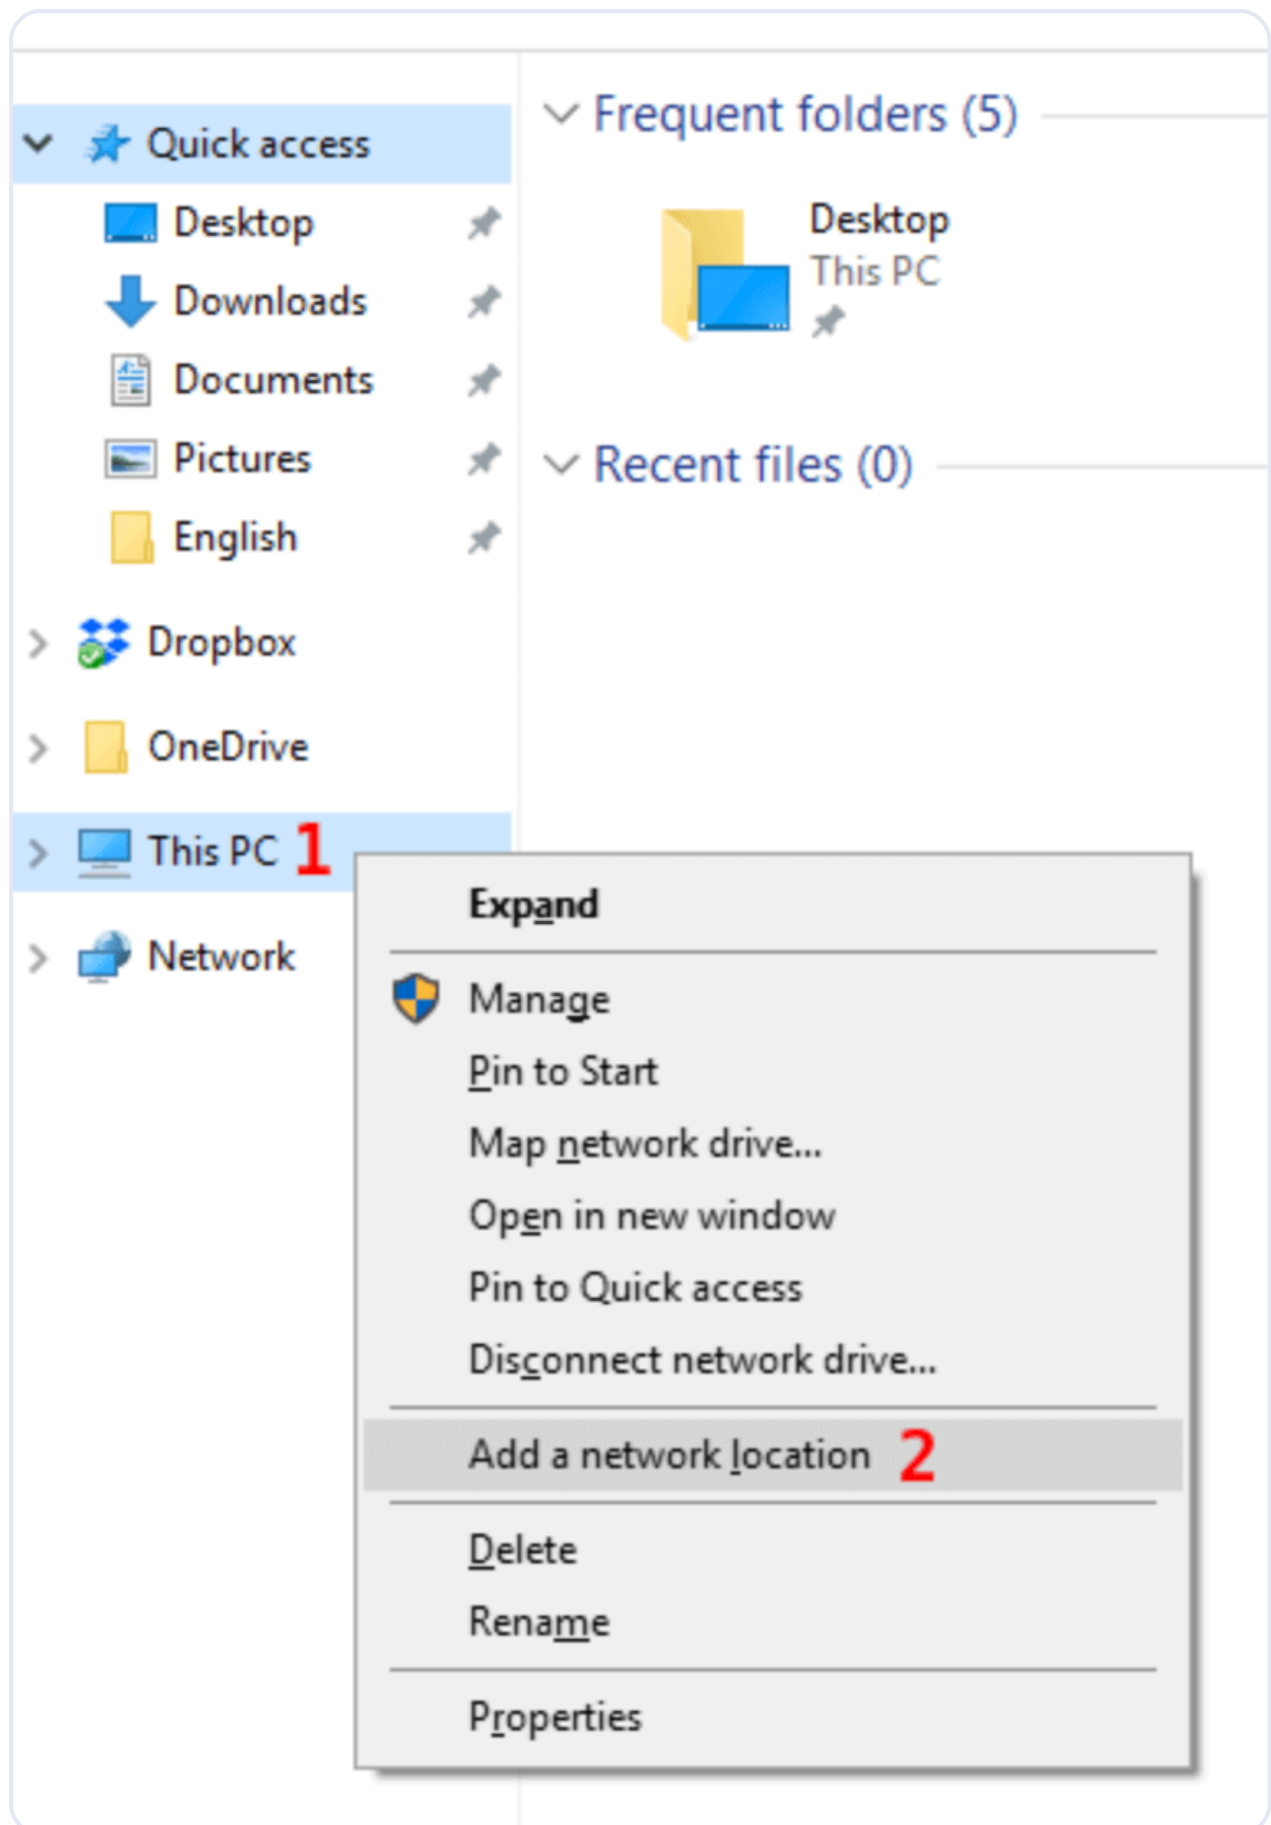 Quick access
Desktop
Downloads
Documents
Pictures
English
Dropbox
OneDrive
This PC 1
Network
Frequent folders (5)
Desktop
This PC
Recent files (0)
Expand
Manage
Pin to Start
Map network drive...
Open in new window
Pin to Quick access
Disconnect network drive...
Add a network location 2
Delete
Rename
Properties